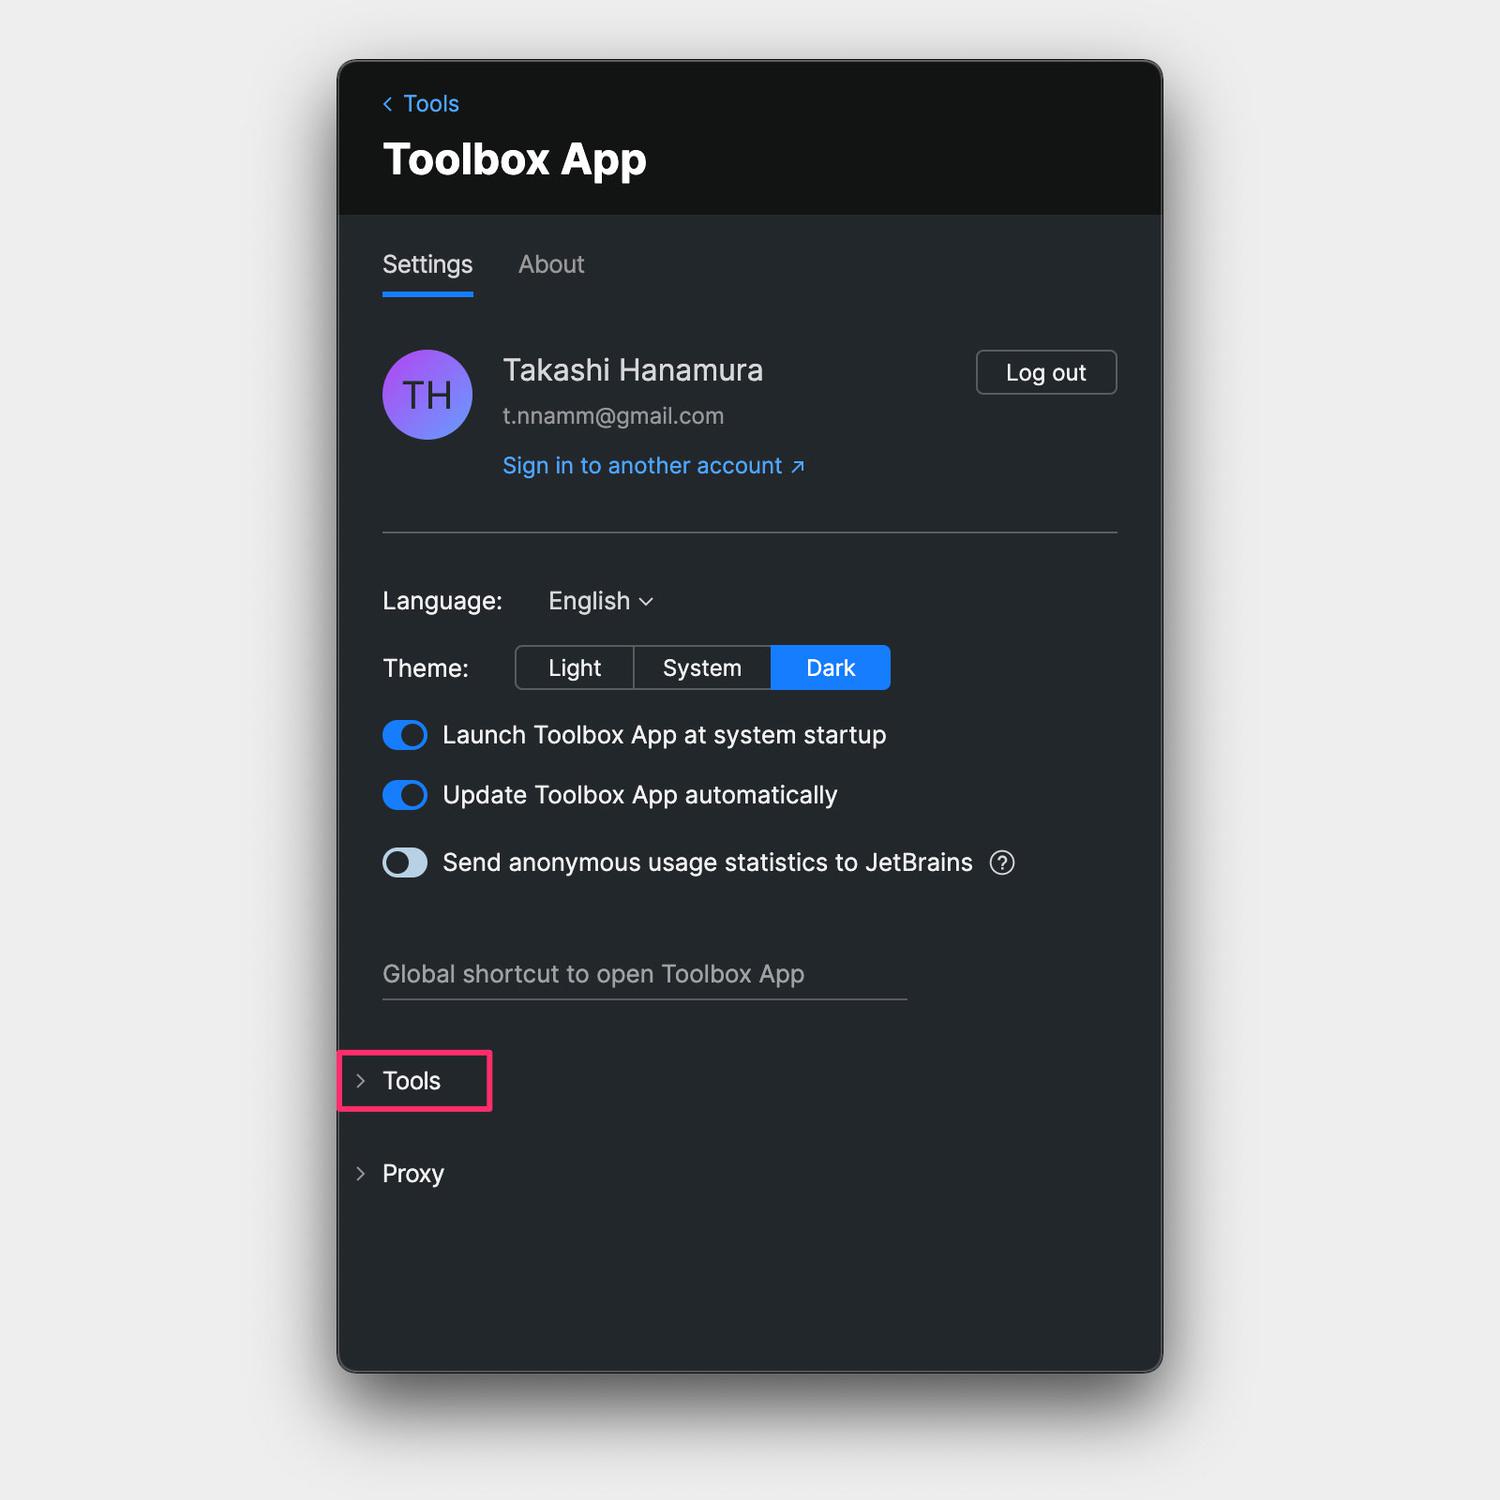 Tools
Toolbox App
Settings About
TH
Takashi Hanamura
Log out
t.nnamm@gmail.com
Sign in to another account ↗
Language: English
Theme: Light System Dark
Launch Toolbox App at system startup
Update Toolbox App automatically
Send anonymous usage statistics to JetBrains ?
Global shortcut to open Toolbox App
Tools
Proxy